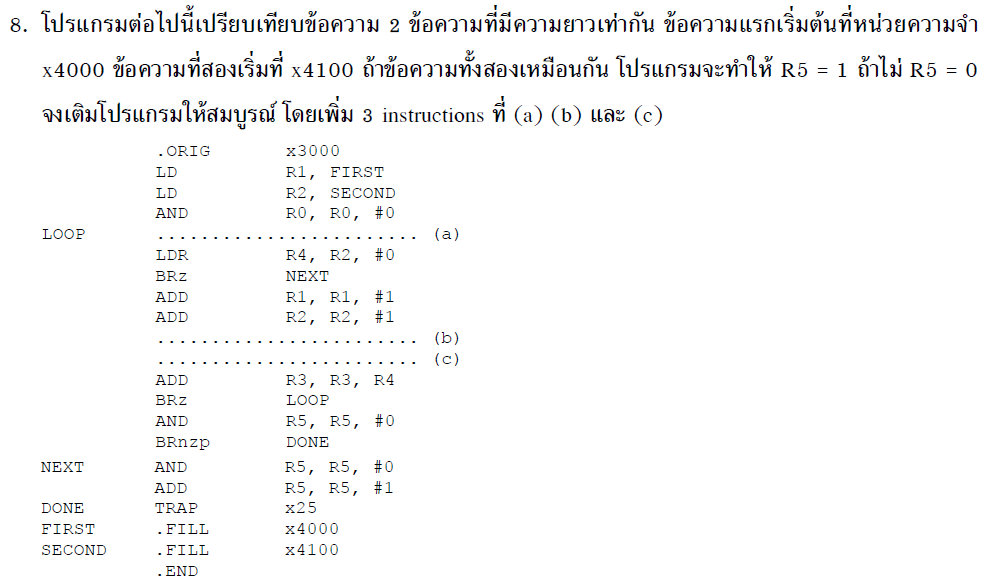 8. โปรแกรมต่อไปนี้เปรียบเทียบข้อความ 2 ข้อความที่มีความยาวเท่ากัน ข้อความแรกเริ่มต้นที่หน่วยความจำ
x4000 ข้อความที่สองเริ่มที่ x4100 ถ้าข้อความทั้งสองเหมือนกัน โปรแกรมจะทำให้ R5 = 1 ถ้าไม่ R5 = 0
จงเติมโปรแกรมให้สมบูรณ์ โดยเพิ่ม 3 instructions ที่ (a) (b) และ (c)
.ORIG x3000
LD R1, FIRST
LD R2, SECOND
AND R0, R0, #0
LOOP ........................ (a)
LDR R4, R2, #0
BRz NEXT
ADD R1, R1, #1
ADD R2, R2, #1
........................ (b)
........................ (c)
ADD R3, R3, R4
BRz LOOP
AND R5, R5, #0
BRnzp DONE
NEXT AND R5, R5, #0
ADD R5, R5, #1
DONE TRAP x25
FIRST .FILL x4000
SECOND .FILL x4100
.END